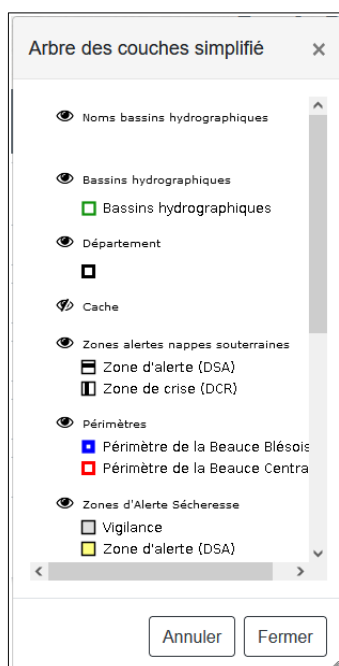 Arbre des couches simplifié ×
Noms bassins hydrographiques
Bassins hydrographiques
Bassins hydrographiques
Département
Cache
Zones alertes nappes souterraines
Zone d'alerte (DSA)
Zone de crise (DCR)
Périmètres
Périmètre de la Beauce Blésois
Périmètre de la Beauce Centra
Zones d'Alerte Sécheresse
Vigilance
Zone d'alerte (DSA)
Annuler
Fermer